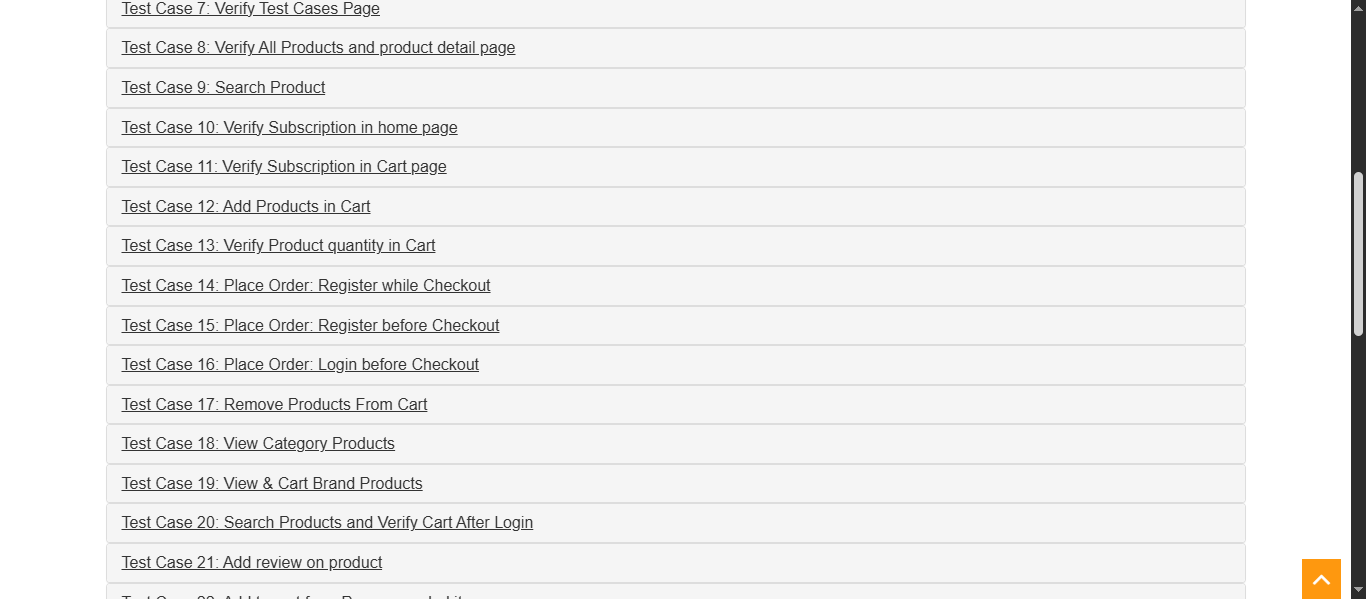 Test Case 7: Verify Test Cases Page
Test Case 8: Verify All Products and product detail page
Test Case 9: Search Product
Test Case 10: Verify Subscription in home page
Test Case 11: Verify Subscription in Cart page
Test Case 12: Add Products in Cart
Test Case 13: Verify Product quantity in Cart
Test Case 14: Place Order: Register while Checkout
Test Case 15: Place Order: Register before Checkout
Test Case 16: Place Order: Login before Checkout
Test Case 17: Remove Products From Cart
Test Case 18: View Category Products
Test Case 19: View & Cart Brand Products
Test Case 20: Search Products and Verify Cart After Login
Test Case 21: Add review on product